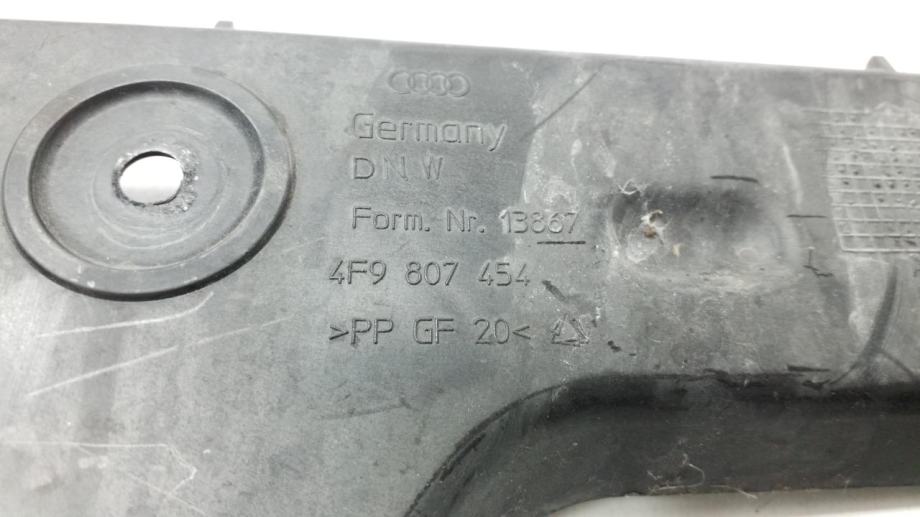 Germany
DNW
Form. Nr. 13867
4F9 807 454
>PP GF 20<